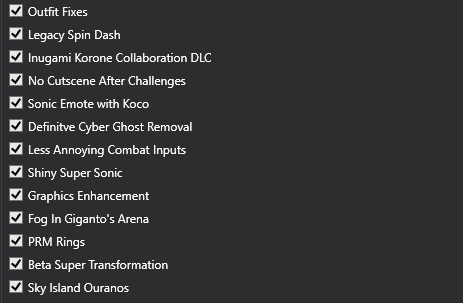 Outfit Fixes
Legacy Spin Dash
Inugami Korone Collaboration DLC
No Cutscene After Challenges
Sonic Emote with Koco
Definitve Cyber Ghost Removal
Less Annoying Combat Inputs
Shiny Super Sonic
Graphics Enhancement
Fog In Giganto's Arena
PRM Rings
Beta Super Transformation
Sky Island Ouranos